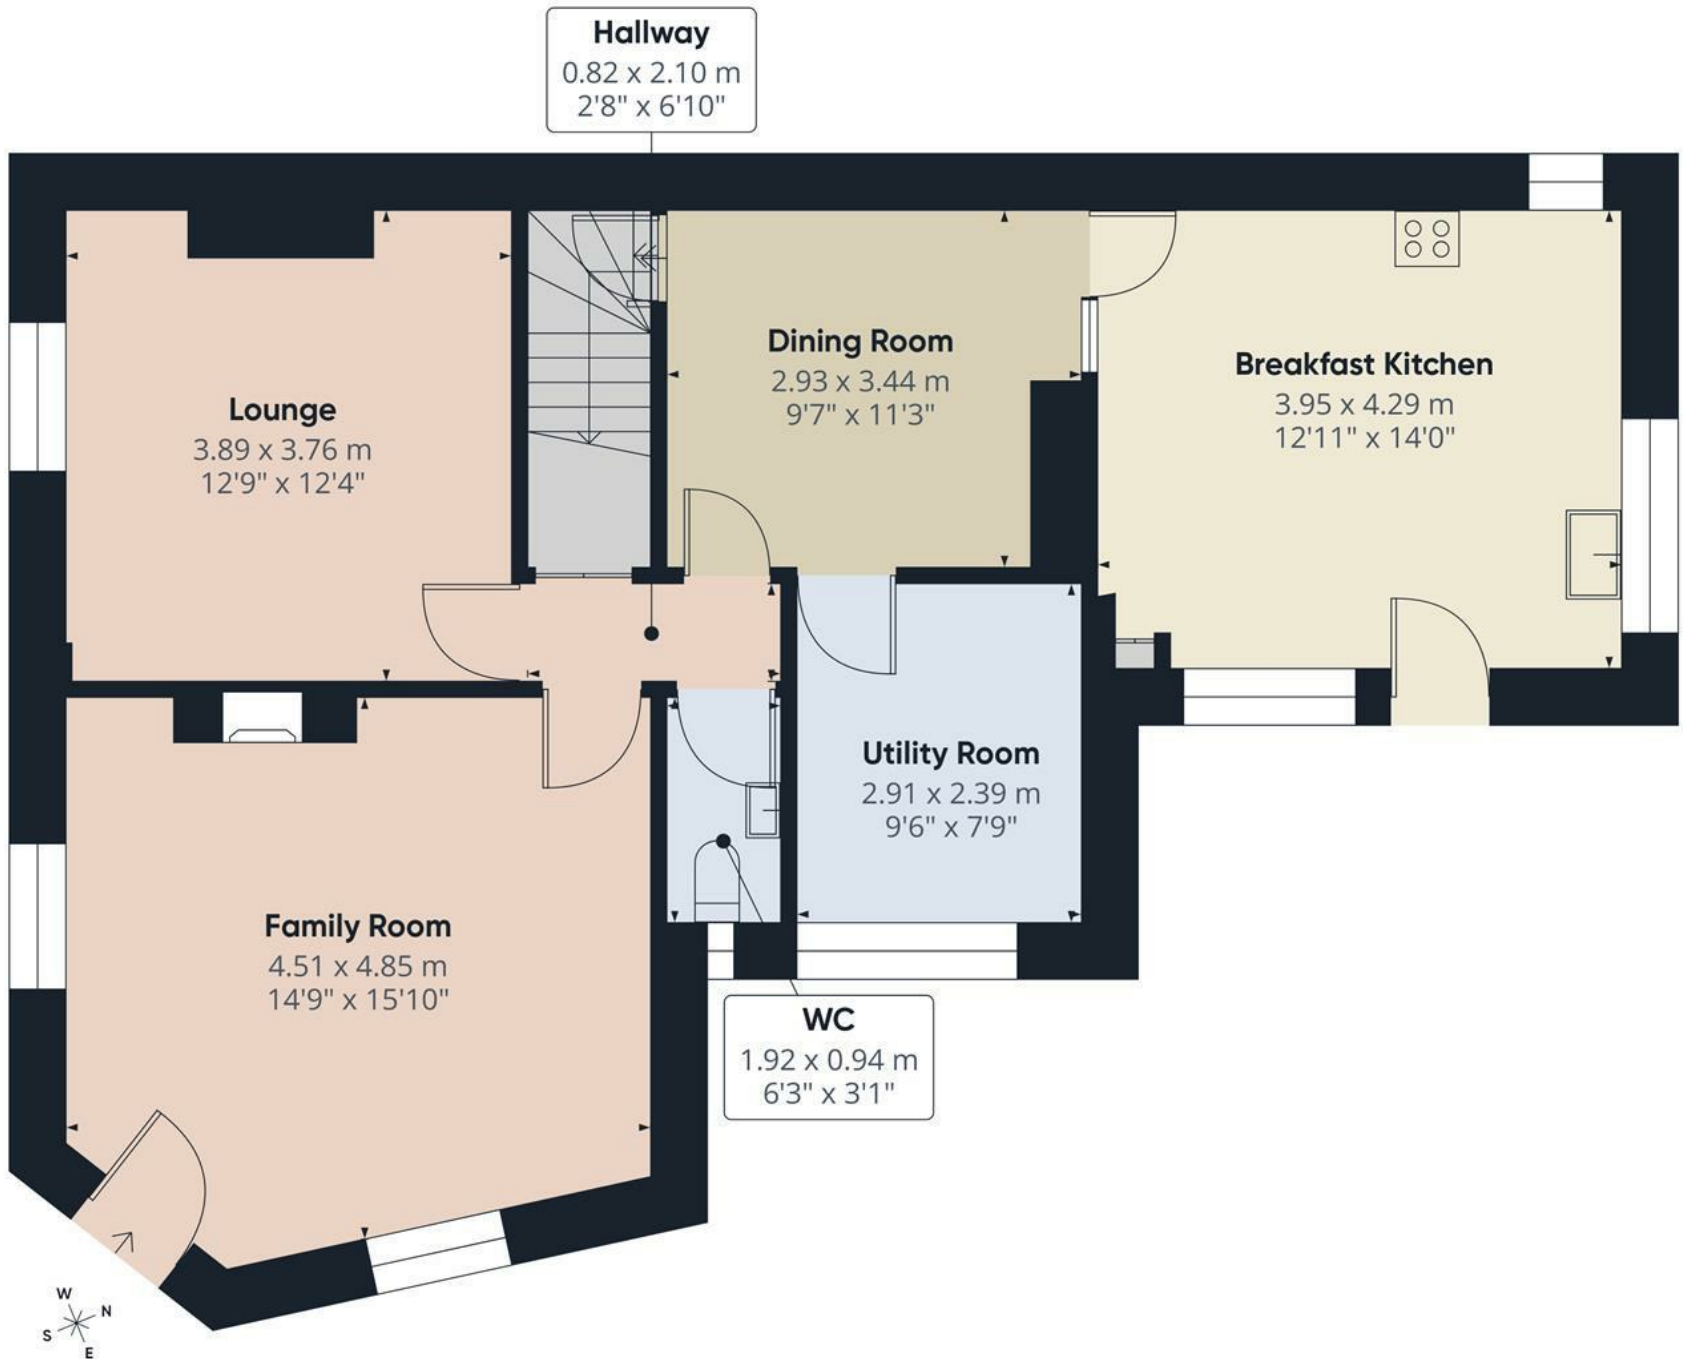 Hallway
0.82 x 2.10 m
2'8" x 6'10"
Dining Room
2.93 x 3.44 m
9'7" x 11'3"
Breakfast Kitchen
3.95 x 4.29 m
12'11" x 14'0"
Lounge
3.89 x 3.76 m
12'9" x 12'4"
Utility Room
2.91 x 2.39 m
9'6" x 7'9"
Family Room
4.51 x 4.85 m
14'9" x 15'10"
WC
1.92 x 0.94 m
6'3" x 3'1"
W
N
S
E